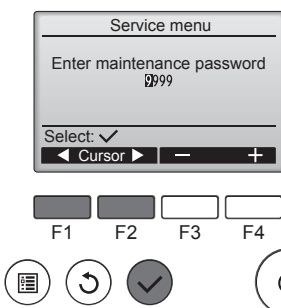 Service menu
Enter maintenance password
9999
Select: ✓
◀ Cursor ▶ − +
F1 F2 F3 F4